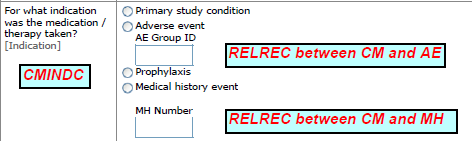 For what indication
was the medication /
therapy taken?
[Indication]
CMINDC
Primary study condition
Adverse event
AE Group ID
RELREC between CM and AE
Prophylaxis
Medical history event
MH Number
RELREC between CM and MH